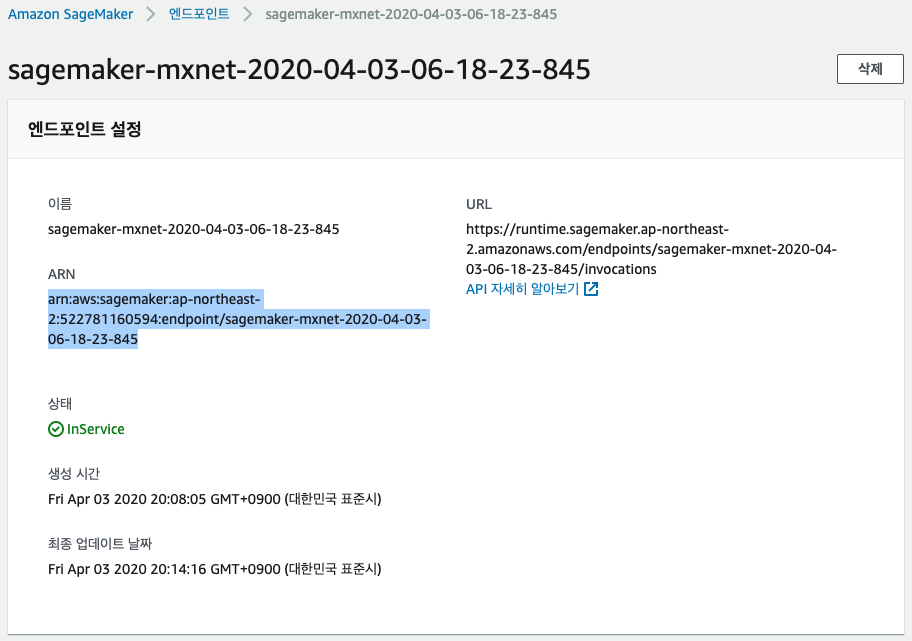 Amazon SageMaker > 엔드포인트 > sagemaker-mxnet-2020-04-03-06-18-23-845
sagemaker-mxnet-2020-04-03-06-18-23-845
삭제
엔드포인트 설정
이름
sagemaker-mxnet-2020-04-03-06-18-23-845
ARN
arn:aws:sagemaker:ap-northeast-
2:522781160594:endpoint/sagemaker-mxnet-2020-04-03-
06-18-23-845
상태
InService
생성 시간
Fri Apr 03 2020 20:08:05 GMT+0900 (대한민국 표준시)
최종 업데이트 날짜
Fri Apr 03 2020 20:14:16 GMT+0900 (대한민국 표준시)
URL
https://runtime.sagemaker.ap-northeast-
2.amazonaws.com/endpoints/sagemaker-mxnet-2020-04-
03-06-18-23-845/invocations
API 자세히 알아보기